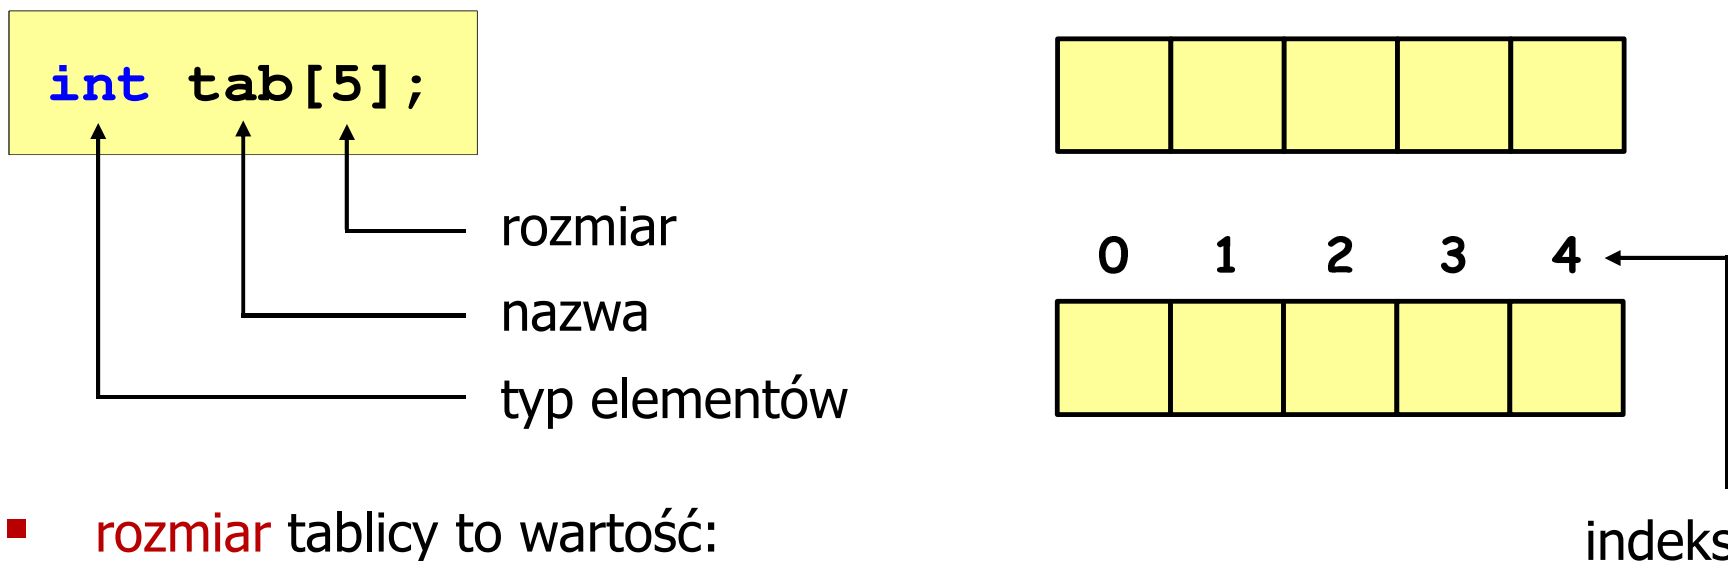 int tab[5];
rozmiar
nazwa
typ elementów
0 1 2 3 4
rozmiar tablicy to wartość:
indeks